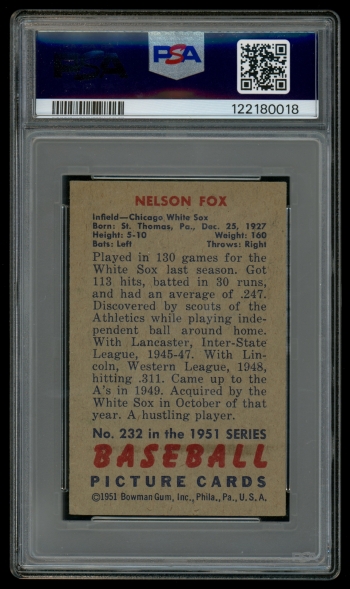 PSA
122180018
NELSON FOX
Infield—Chicago White Sox
Born: St. Thomas, Pa., Dec. 25, 1927
Height: 5-10 Weight: 160
Bats: Left Throws: Right
Played in 130 games for the
White Sox last season. Got
113 hits, batted in 30 runs,
and had an average of .247.
Discovered by scouts of the
Athletics while playing inde-
pendent ball around home.
With Lancaster, Inter-State
League, 1945-47. With Lin-
coln, Western League, 1948,
hitting .311. Came up to the
A's in 1949. Acquired by the
White Sox in October of that
year. A hustling player.
No. 232 in the 1951 SERIES
BASEBALL
PICTURE CARDS
©1951 Bowman Gum, Inc., Phila., Pa., U. S. A.